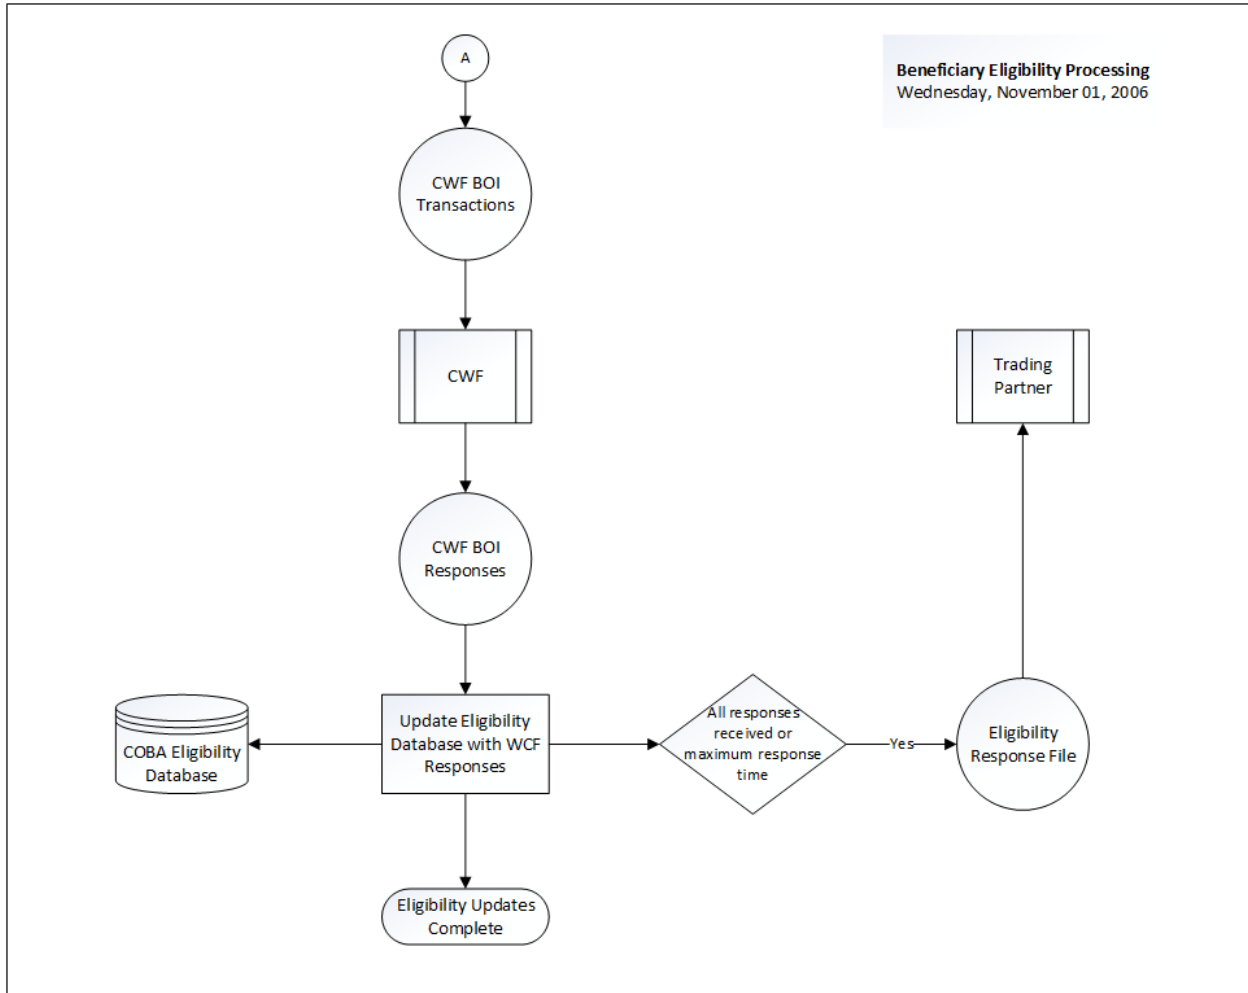 A
Beneficiary Eligibility Processing
Wednesday, November 01, 2006
CWF BOI
Transactions
CWF
Trading
Partner
CWF BOI
Responses
COBA Eligibility
Database
Update Eligibility
Database with WCF
Responses
All responses
received or
maximum response
time
Yes
Eligibility
Response File
Eligibility Updates
Complete